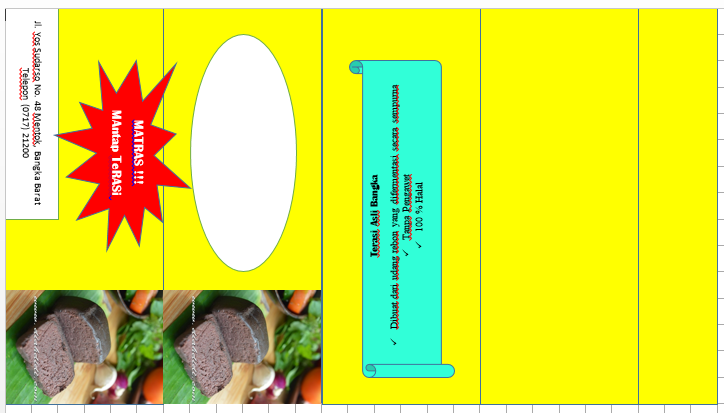 Jl. Yos Sudarso No. 48 Mentok, Bangka Barat
Telepon (0717) 21200
MATRAS !!!
MAntap TeRASi
Terasi Asli Bangka
✓ Dibuat dari udang rebon yang difermentasi secara sempurna
✓ Tanpa Pengawet
✓ 100 % Halal